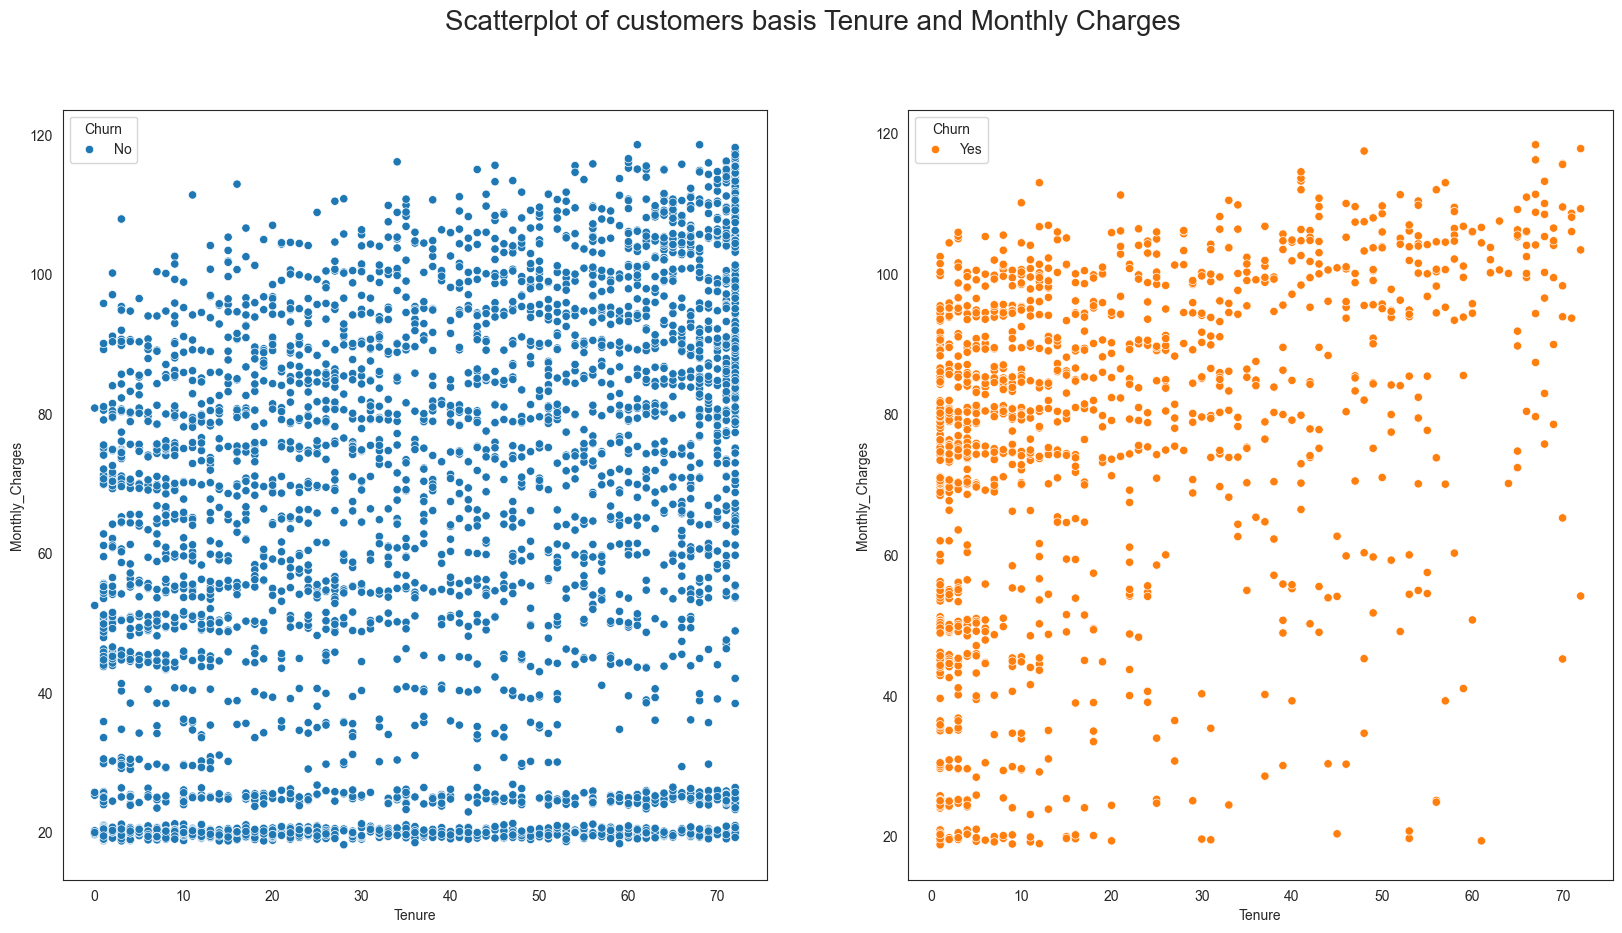 Scatterplot of customers basis Tenure and Monthly Charges
Churn
No
120
100
80
60
40
20
Monthly_Charges
0 10 20 30 40 50 60 70
Tenure
Churn
Yes
120
100
80
60
40
20
Monthly_Charges
0 10 20 30 40 50 60 70
Tenure